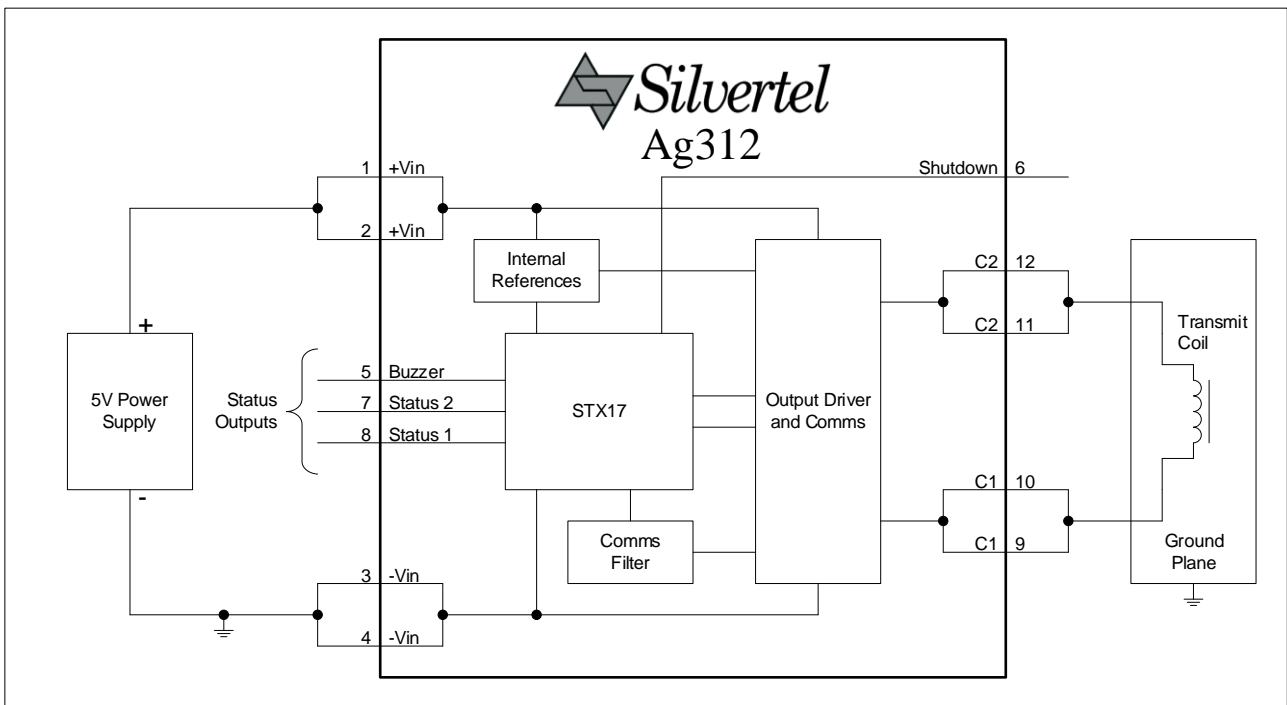 Silvertel
Ag312
1 +Vin
2 +Vin
Shutdown 6
Internal
References
C2 12
C2 11
Transmit
Coil
+
5V Power
Supply
-
Status
Outputs
5 Buzzer
7 Status 2
8 Status 1
STX17
Output Driver
and Comms
C1 10
C1 9
Comms
Filter
Ground
Plane
3 -Vin
4 -Vin